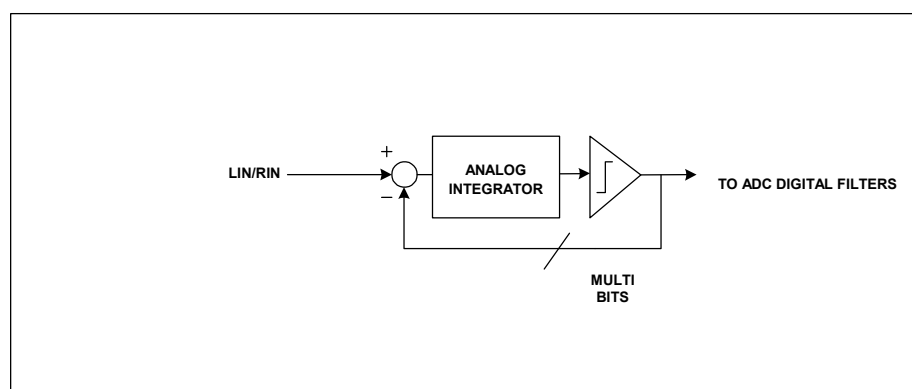 +
LIN/RIN
−
ANALOG
INTEGRATOR
TO ADC DIGITAL FILTERS
MULTI
BITS